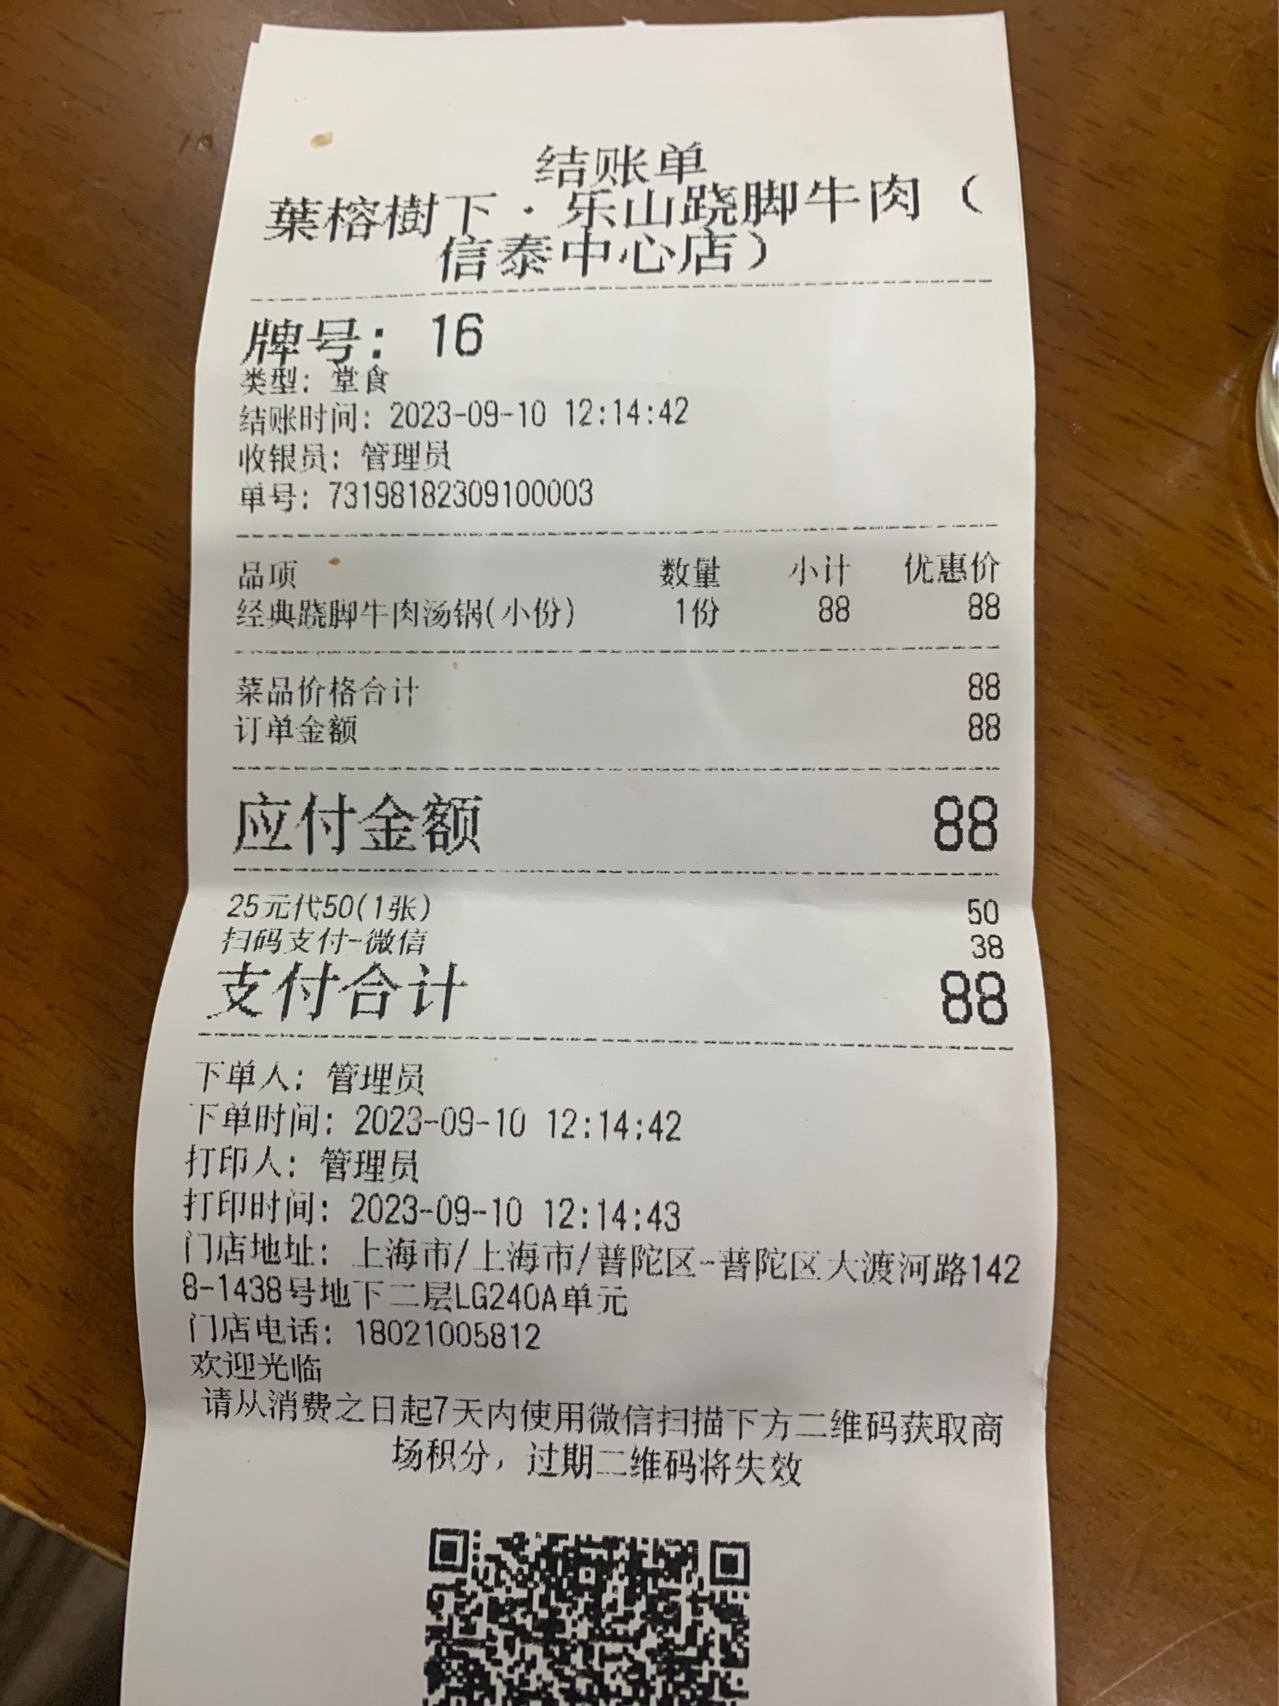 结账单
葉榕樹下·乐山跷脚牛肉（
信泰中心店）
牌号: 16
类型: 堂食
结账时间: 2023-09-10 12:14:42
收银员: 管理员
单号: 73198182309100003
品项 数量 小计 优惠价
经典跷脚牛肉汤锅(小份) 1份 88 88
菜品价格合计 88
订单金额 88
应付金额 88
25元代50(1张) 50
扫码支付-微信 38
支付合计 88
下单人: 管理员
下单时间: 2023-09-10 12:14:42
打印人: 管理员
打印时间: 2023-09-10 12:14:43
门店地址: 上海市/上海市/普陀区-普陀区大渡河路142
8-1438号地下二层LG240A单元
门店电话: 18021005812
欢迎光临
请从消费之日起7天内使用微信扫描下方二维码获取商
场积分，过期二维码将失效